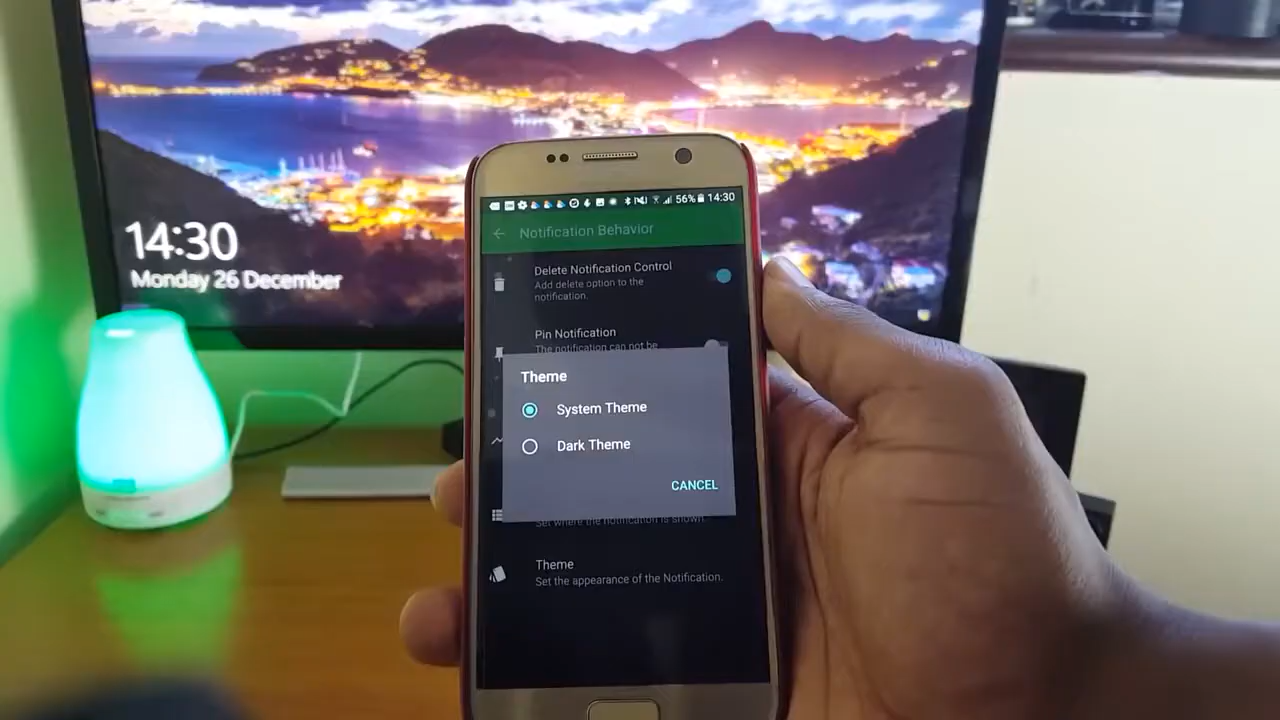 14:30
Monday 26 December
56% 14:30
Notification Behavior
Delete Notification Control
Add delete option to the
notification.
Pin Notification
The notification can not be
Theme
System Theme
Dark Theme
CANCEL
Set where the notification is shown.
Theme
Set the appearance of the Notification.